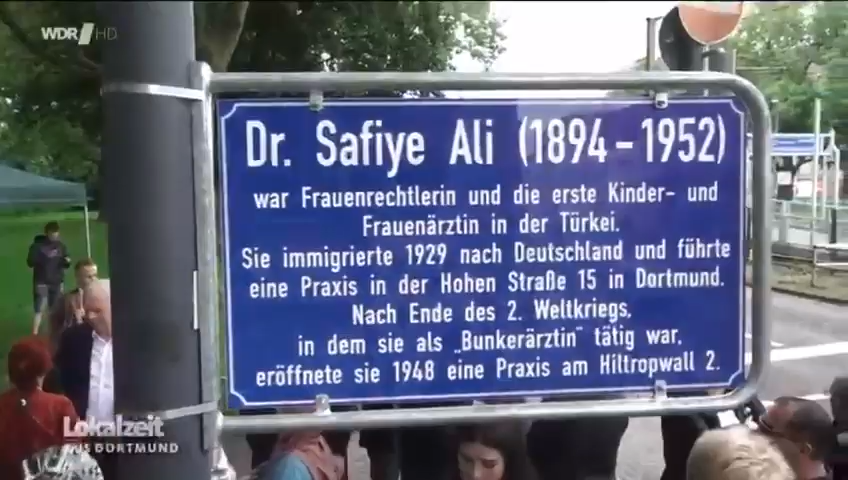 WDR HD
Dr. Safiye Ali (1894 - 1952)
war Frauenrechtlerin und die erste Kinder- und
Frauenärztin in der Türkei.
Sie immigrierte 1929 nach Deutschland und führte
eine Praxis in der Hohen Straße 15 in Dortmund.
Nach Ende des 2. Weltkriegs,
in dem sie als „Bunkerärztin" tätig war,
eröffnete sie 1948 eine Praxis am Hiltropwall 2.
Lokalzeit
AUS DORTMUND